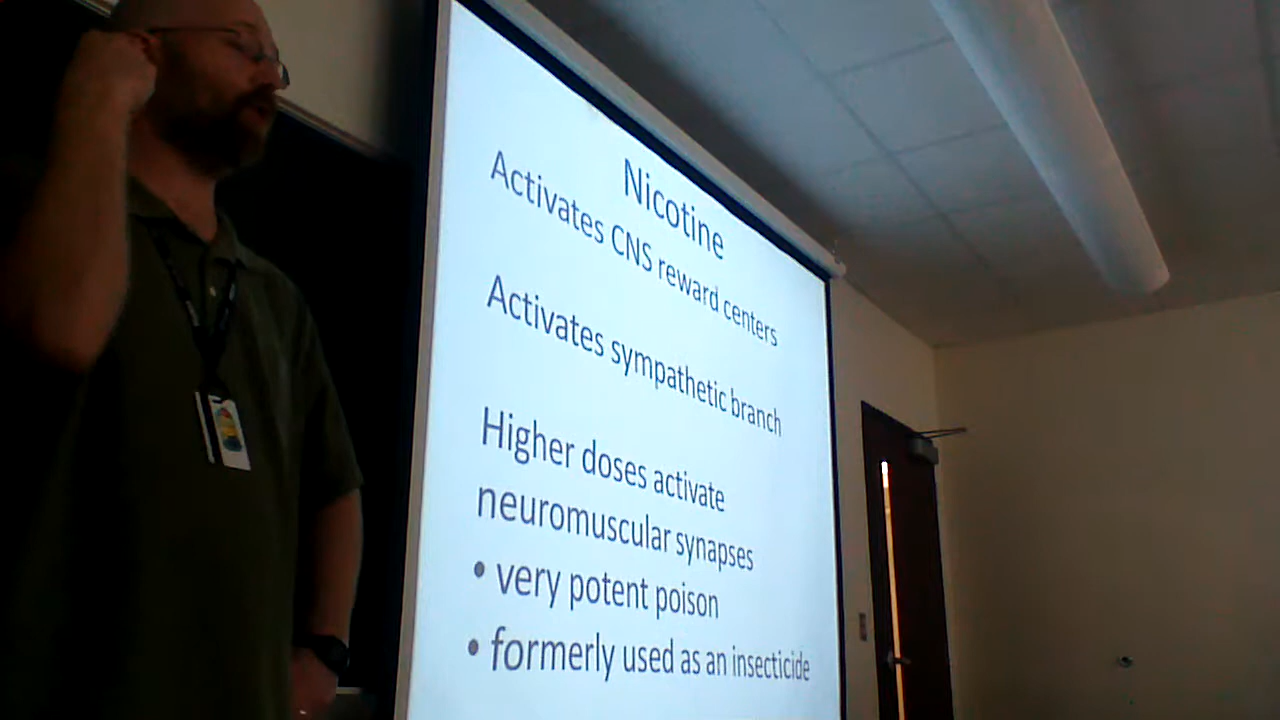 Nicotine
Activates CNS reward centers
Activates sympathetic branch
Higher doses activate
neuromuscular synapses
• very potent poison
• formerly used as an insecticide